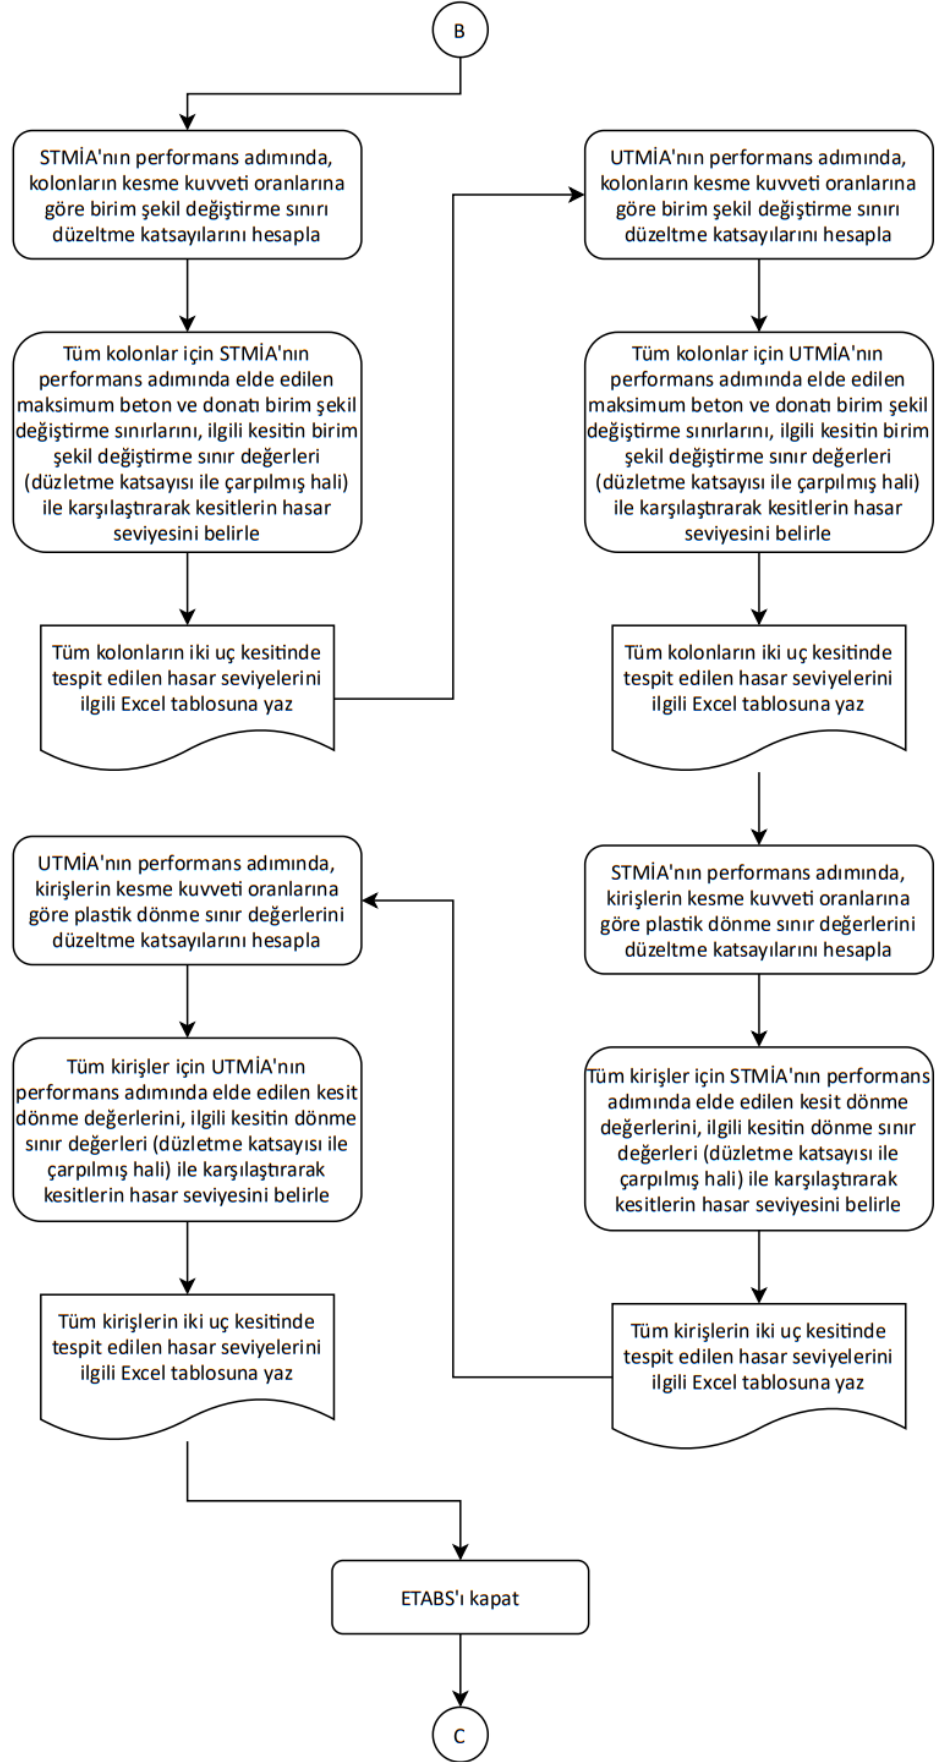 B
STMİA'nın performans adımında,
kolonların kesme kuvveti oranlarına
göre birim şekil değiştirme sınırı
düzeltme katsayılarını hesapla
Tüm kolonlar için STMİA'nın
performans adımında elde edilen
maksimum beton ve donatı birim şekil
değiştirme sınırlarını, ilgili kesitin birim
şekil değiştirme sınır değerleri
(düzletme katsayısı ile çarpılmış hali)
ile karşılaştırarak kesitlerin hasar
seviyesini belirle
Tüm kolonların iki uç kesitinde
tespit edilen hasar seviyelerini
ilgili Excel tablosuna yaz
UTMİA'nın performans adımında,
kolonların kesme kuvveti oranlarına
göre birim şekil değiştirme sınırı
düzeltme katsayılarını hesapla
Tüm kolonlar için UTMİA'nın
performans adımında elde edilen
maksimum beton ve donatı birim şekil
değiştirme sınırlarını, ilgili kesitin birim
şekil değiştirme sınır değerleri
(düzletme katsayısı ile çarpılmış hali)
ile karşılaştırarak kesitlerin hasar
seviyesini belirle
Tüm kolonların iki uç kesitinde
tespit edilen hasar seviyelerini
ilgili Excel tablosuna yaz
STMİA'nın performans adımında,
kirişlerin kesme kuvveti oranlarına
göre plastik dönme sınır değerlerini
düzeltme katsayılarını hesapla
Tüm kirişler için STMİA'nın performans
adımında elde edilen kesit dönme
değerlerini, ilgili kesitin dönme sınır
değerleri (düzletme katsayısı ile
çarpılmış hali) ile karşılaştırarak
kesitlerin hasar seviyesini belirle
Tüm kirişlerin iki uç kesitinde
tespit edilen hasar seviyelerini
ilgili Excel tablosuna yaz
UTMİA'nın performans adımında,
kirişlerin kesme kuvveti oranlarına
göre plastik dönme sınır değerlerini
düzeltme katsayılarını hesapla
Tüm kirişler için UTMİA'nın
performans adımında elde edilen kesit
dönme değerlerini, ilgili kesitin dönme
sınır değerleri (düzletme katsayısı ile
çarpılmış hali) ile karşılaştırarak
kesitlerin hasar seviyesini belirle
Tüm kirişlerin iki uç kesitinde
tespit edilen hasar seviyelerini
ilgili Excel tablosuna yaz
ETABS'ı kapat
C